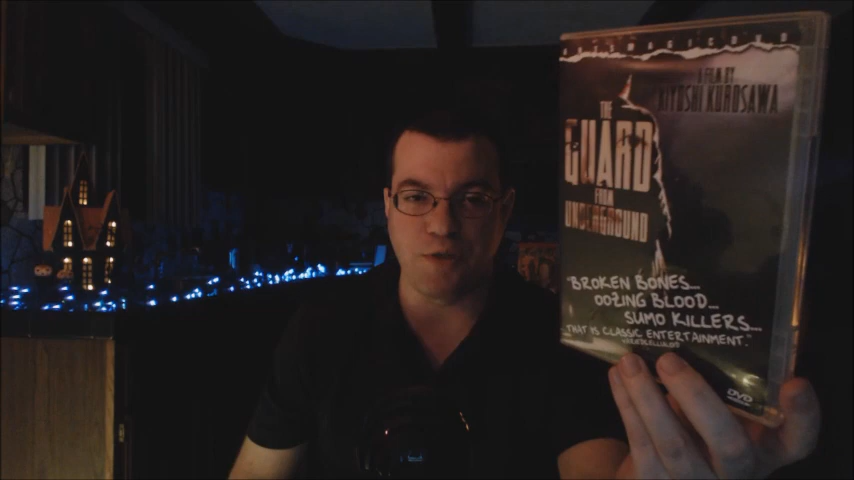 ARTSMAGICDVD
A FILM BY
KIYOSHI KUROSAWA
THE
GUARD
FROM
UNDERGROUND
"BROKEN BONES...
OOZING BLOOD...
SUMO KILLERS...
THAT IS CLASSIC ENTERTAINMENT."
DVD